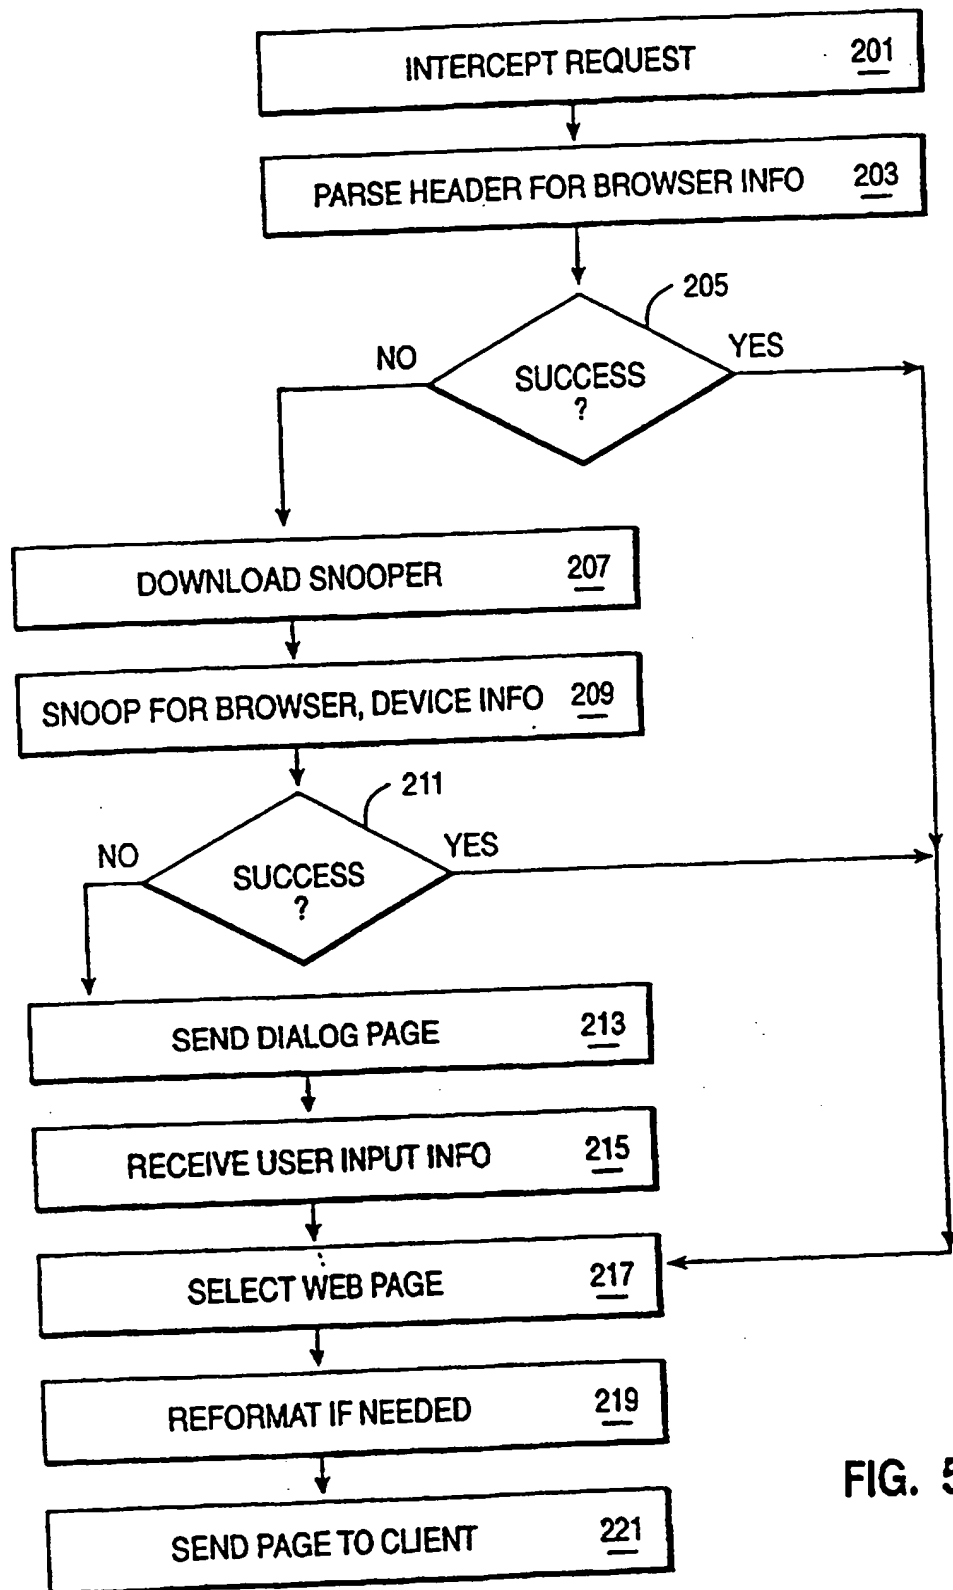 INTERCEPT REQUEST 201
PARSE HEADER FOR BROWSER INFO 203
205
NO
YES
SUCCESS
?
DOWNLOAD SNOOPER 207
SNOOP FOR BROWSER, DEVICE INFO 209
211
NO
YES
SUCCESS
?
SEND DIALOG PAGE 213
RECEIVE USER INPUT INFO 215
SELECT WEB PAGE 217
REFORMAT IF NEEDED 219
FIG. 5
SEND PAGE TO CLIENT 221